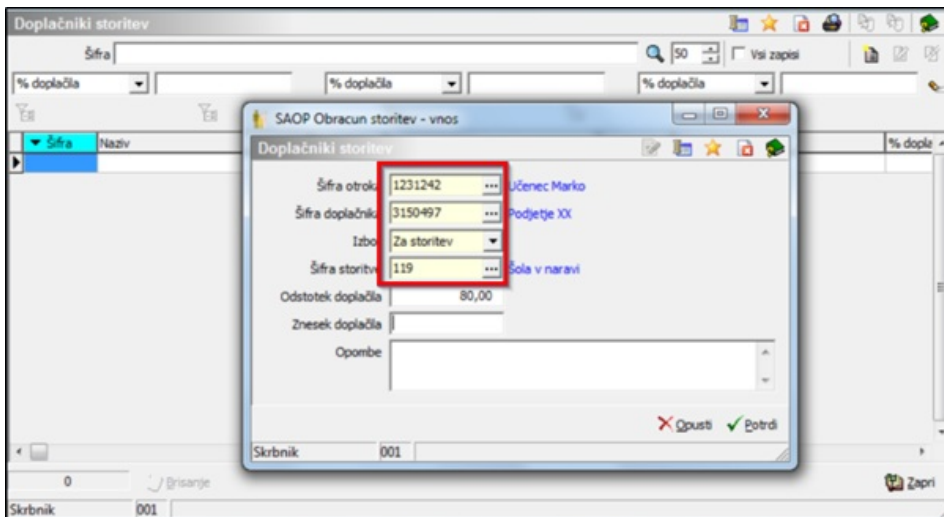 Doplačniki storitev
Šifra 50 Vsi zapisi
% doplačila % doplačila % doplačila
Šifra Naziv % dopla
SAOP Obracun storitev - vnos
Doplačniki storitev
Šifra otroka 1231242 ... Učenec Marko
Šifra doplačnika 3150497 ... Podjetje XX
Izbor Za storitev
Šifra storitve 119 ... Šola v naravi
Odstotek doplačila 80,00
Znesek doplačila
Opombe
Opusti Potrdi
Skrbnik 001
0 Brisanje Zapri
Skrbnik 001